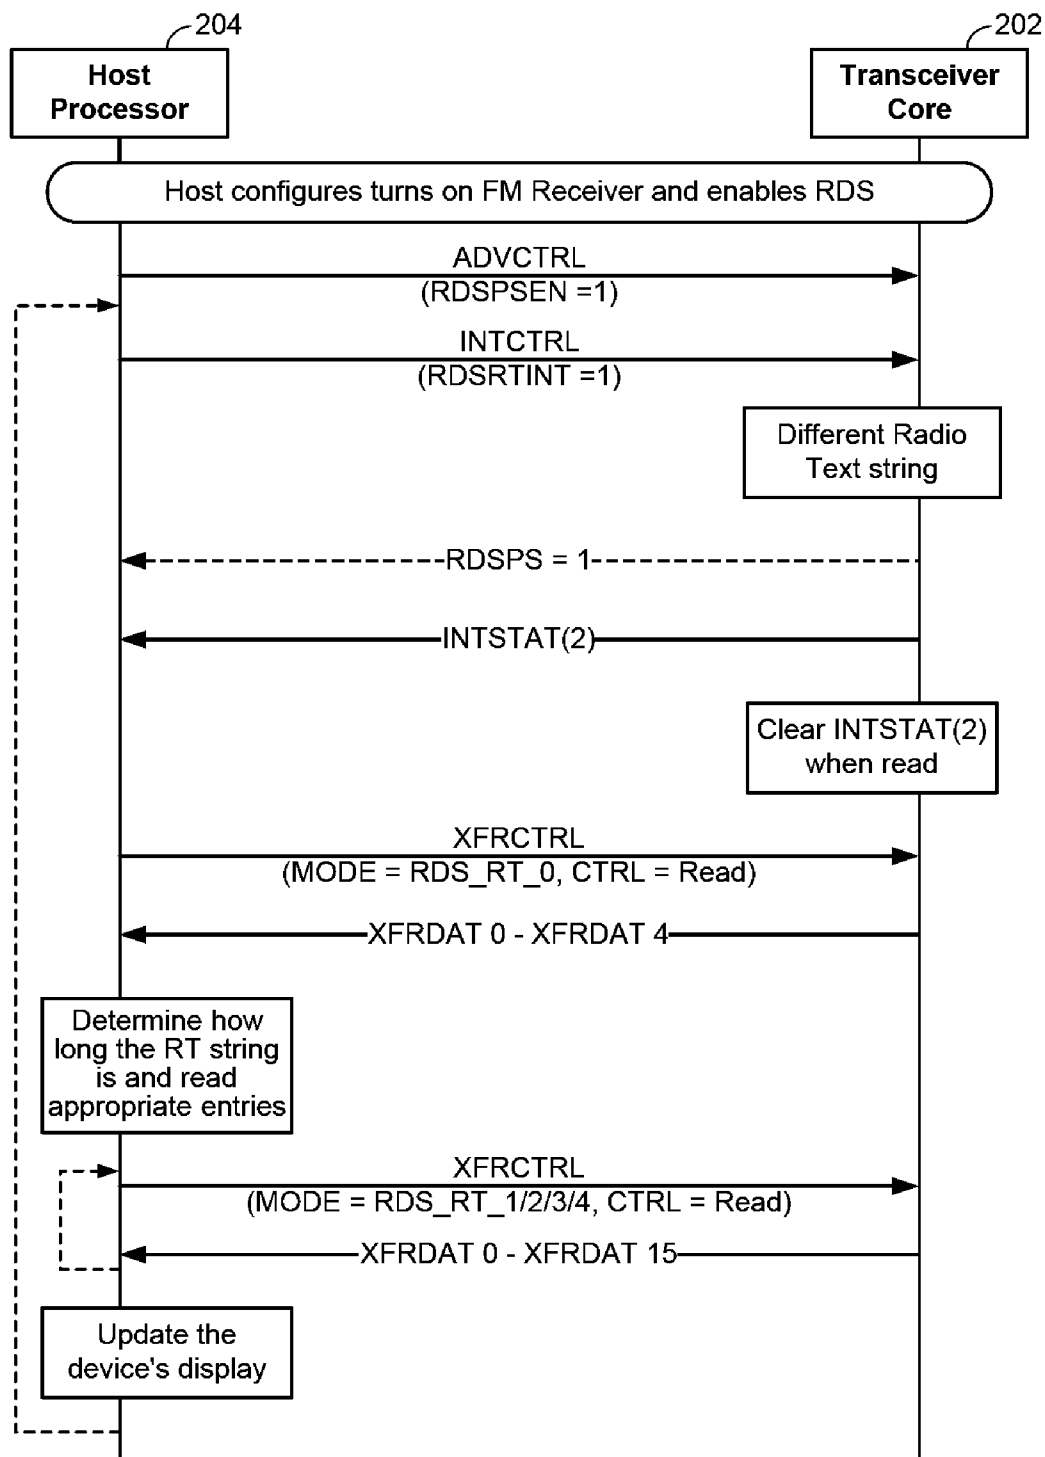 204
202
Host
Processor
Transceiver
Core
Host configures turns on FM Receiver and enables RDS
ADVCTRL
(RDSPSEN =1)
INTCTRL
(RDSRTINT =1)
Different Radio
Text string
RDSPS = 1
INTSTAT(2)
Clear INTSTAT(2)
when read
XFRCTRL
(MODE = RDS_RT_0, CTRL = Read)
XFRDAT 0 - XFRDAT 4
Determine how
long the RT string
is and read
appropriate entries
XFRCTRL
(MODE = RDS_RT_1/2/3/4, CTRL = Read)
XFRDAT 0 - XFRDAT 15
Update the
device's display